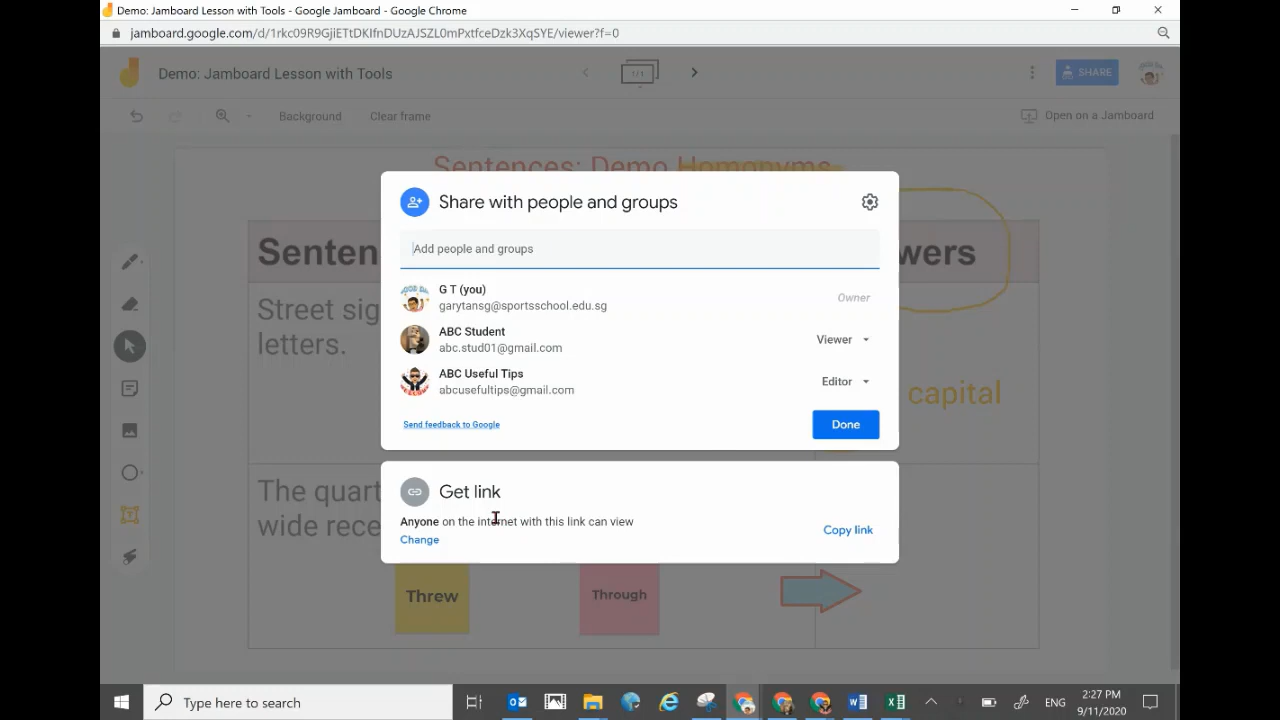 Demo: Jamboard Lesson with Tools - Google Jamboard - Google Chrome
jamboard.google.com/d/1rkc09R9GjiETtDKIfnDUzAJSZL0mPxtfceDzk3XqSYE/viewer?f=0
Demo: Jamboard Lesson with Tools
1/1
SHARE
Background
Clear frame
Open on a Jamboard
Sentences: Demo Homonyms
Share with people and groups
Add people and groups
G T (you)
garytansg@sportsschool.edu.sg
Owner
ABC Student
abc.stud01@gmail.com
Viewer
ABC Useful Tips
abcusefultips@gmail.com
Editor
Send feedback to Google
Done
Senten
wers
Street sig
letters.
capital
Get link
Anyone on the internet with this link can view
Change
Copy link
The quart
wide rece
Threw
Through
Type here to search
ENG
2:27 PM
9/11/2020